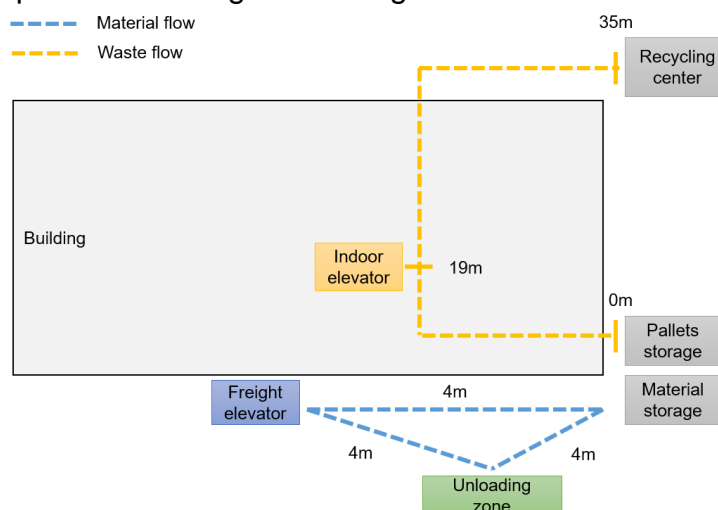 Material flow
Waste flow
35m
Recycling
center
Building
Indoor
elevator
19m
0m
Pallets
storage
Freight
elevator
4m
Material
storage
4m
4m
Unloading
zone